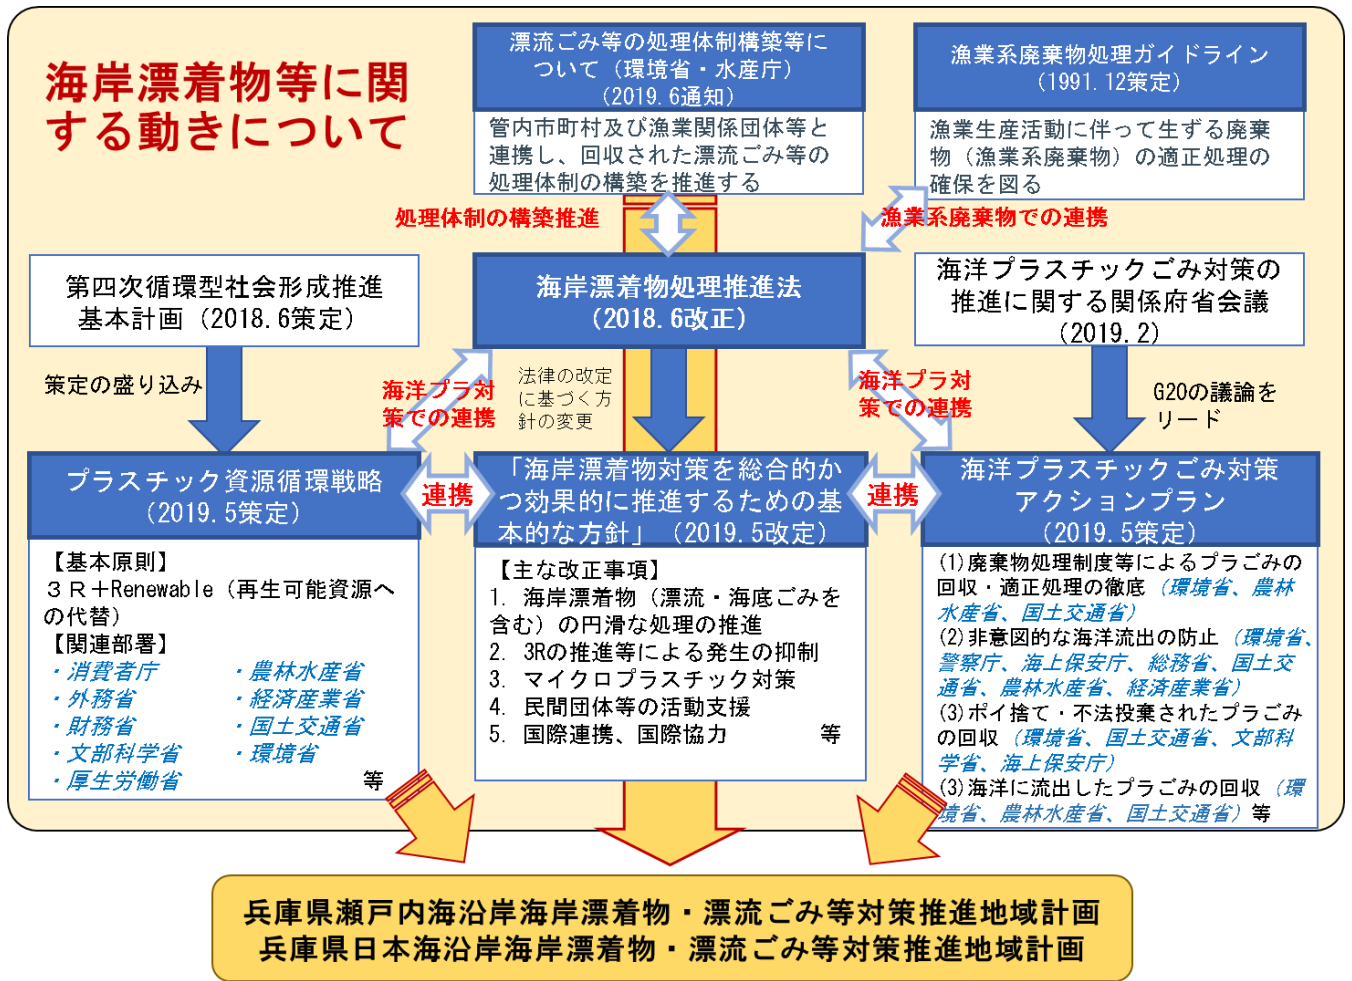 海岸漂着物等に関
する動きについて
漂流ごみ等の処理体制構築等に
ついて（環境省・水産庁）
（2019.6通知）
管内市町村及び漁業関係団体等と
連携し、回収された漂流ごみ等の
処理体制の構築を推進する
漁業系廃棄物処理ガイドライン
（1991.12策定）
漁業生産活動に伴って生ずる廃棄
物（漁業系廃棄物）の適正処理の
確保を図る
処理体制の構築推進
漁業系廃棄物での連携
第四次循環型社会形成推進
基本計画（2018.6策定）
海岸漂着物処理推進法
（2018.6改正）
海洋プラスチックごみ対策の
推進に関する関係府省会議
（2019.2）
策定の盛り込み
海洋プラ対
策での連携
法律の改定
に基づく方
針の変更
海洋プラ対
策での連携
G20の議論を
リード
プラスチック資源循環戦略
（2019.5策定）
連携
「海岸漂着物対策を総合的か
つ効果的に推進するための基
本的な方針」（2019.5改定）
連携
海洋プラスチックごみ対策
アクションプラン
（2019.5策定）
【基本原則】
３Ｒ＋Renewable（再生可能資源へ
の代替）
【関連部署】
・消費者庁 ・農林水産省
・外務省 ・経済産業省
・財務省 ・国土交通省
・文部科学省 ・環境省
・厚生労働省 等
【主な改正事項】
1. 海岸漂着物（漂流・海底ごみを
含む）の円滑な処理の推進
2. 3Rの推進等による発生の抑制
3. マイクロプラスチック対策
4. 民間団体等の活動支援
5. 国際連携、国際協力 等
(1)廃棄物処理制度等によるプラごみの
回収・適正処理の徹底（環境省、農林
水産省、国土交通省）
(2)非意図的な海洋流出の防止（環境省、
警察庁、海上保安庁、総務省、国土交
通省、農林水産省、経済産業省）
(3)ポイ捨て・不法投棄されたプラごみ
の回収（環境省、国土交通省、文部科
学省、海上保安庁）
(3)海洋に流出したプラごみの回収（環
境省、農林水産省、国土交通省）等
兵庫県瀬戸内海沿岸海岸漂着物・漂流ごみ等対策推進地域計画
兵庫県日本海沿岸海岸漂着物・漂流ごみ等対策推進地域計画